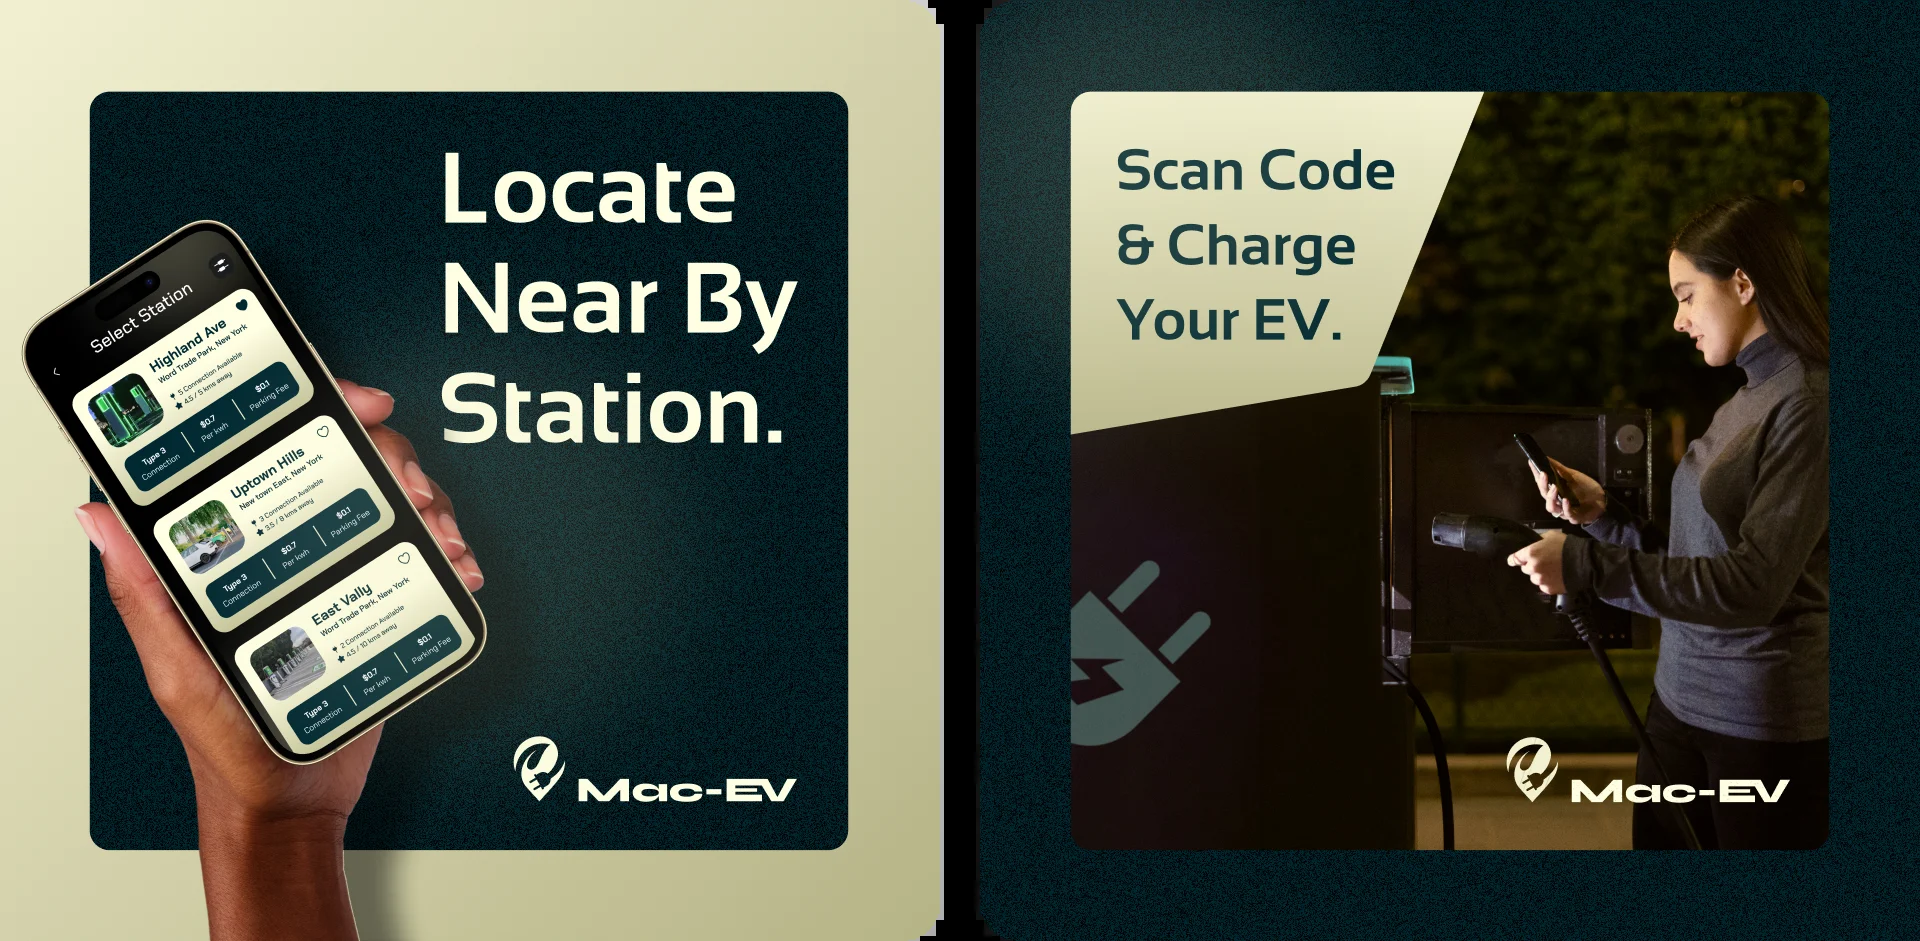 Locate
Near By
Station.
Select Station
Highland Ave
Word Trade Park, New York
5 Connection Available
4.5 / 5 kms away
Type 3
Connection
$0.7
Per kwh
$0.1
Parking Fee
Uptown Hills
New town East, New York
3 Connection Available
3.5 / 8 kms away
Type 3
Connection
$0.7
Per kwh
$0.1
Parking Fee
East Vally
Word Trade Park, New York
2 Connection Available
4.5 / 10 kms away
Type 3
Connection
$0.7
Per kwh
$0.1
Parking Fee
Mac-EV
Scan Code
& Charge
Your EV.
Mac-EV